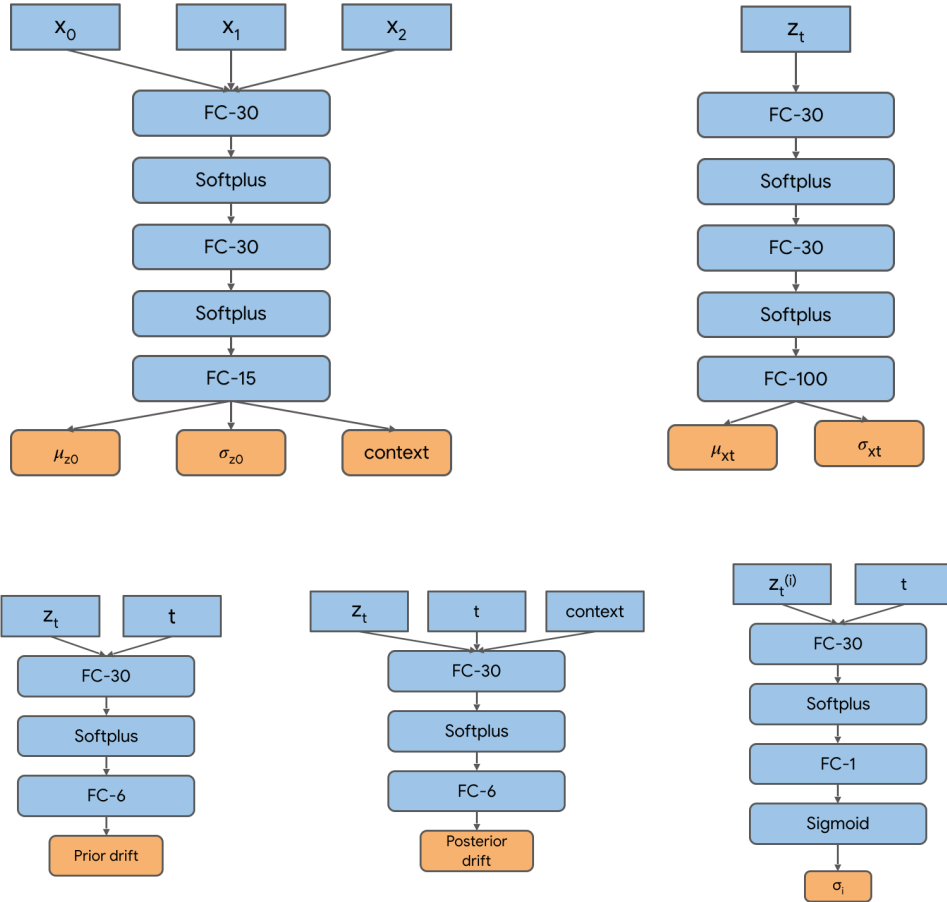 x₀ x₁ x₂
FC-30
Softplus
FC-30
Softplus
FC-15
μz0 σz0 context
zₜ
FC-30
Softplus
FC-30
Softplus
FC-100
μxt σxt
zₜ t
FC-30
Softplus
FC-6
Prior drift
zₜ t context
FC-30
Softplus
FC-6
Posterior
drift
zₜ⁽ⁱ⁾ t
FC-30
Softplus
FC-1
Sigmoid
σᵢ